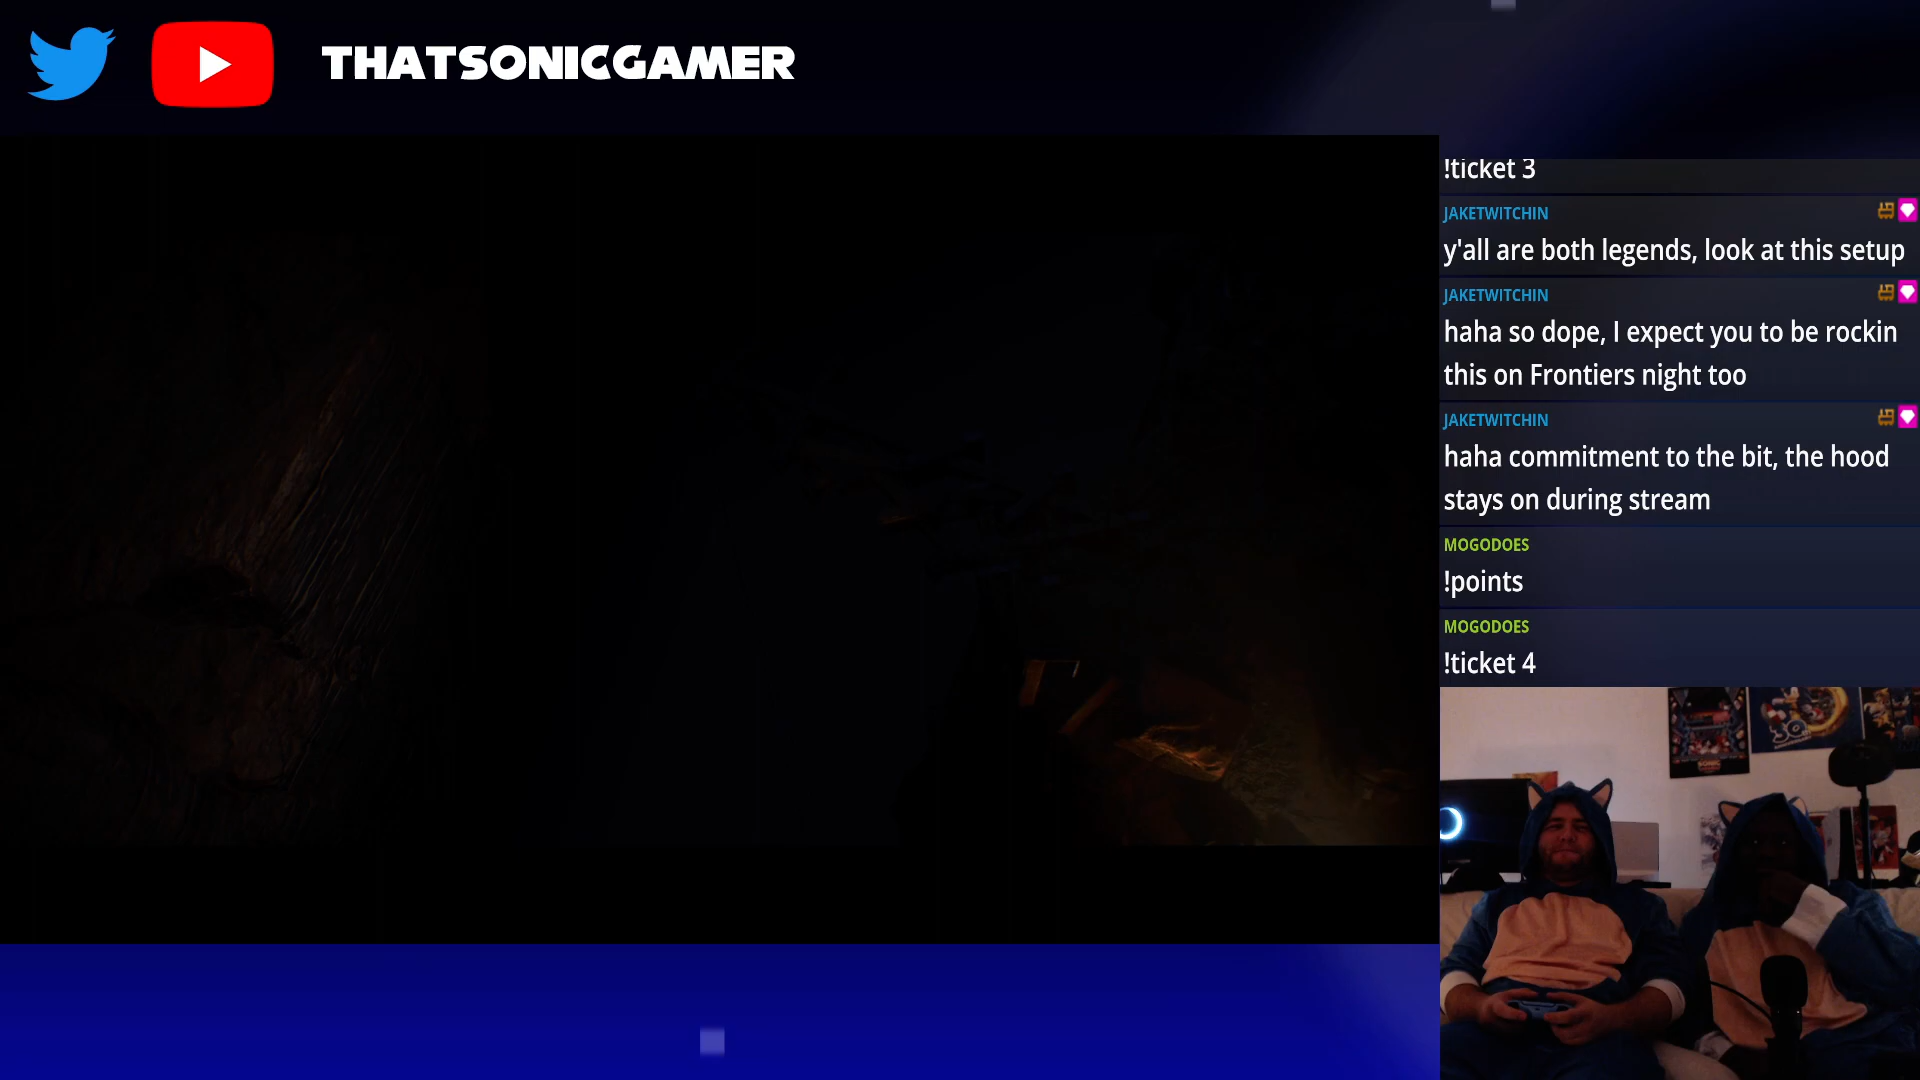 THATSONICGAMER
!ticket 3
JAKETWITCHIN
y'all are both legends, look at this setup
JAKETWITCHIN
haha so dope, I expect you to be rockin
this on Frontiers night too
JAKETWITCHIN
haha commitment to the bit, the hood
stays on during stream
MOGODOES
!points
MOGODOES
!ticket 4
SONIC